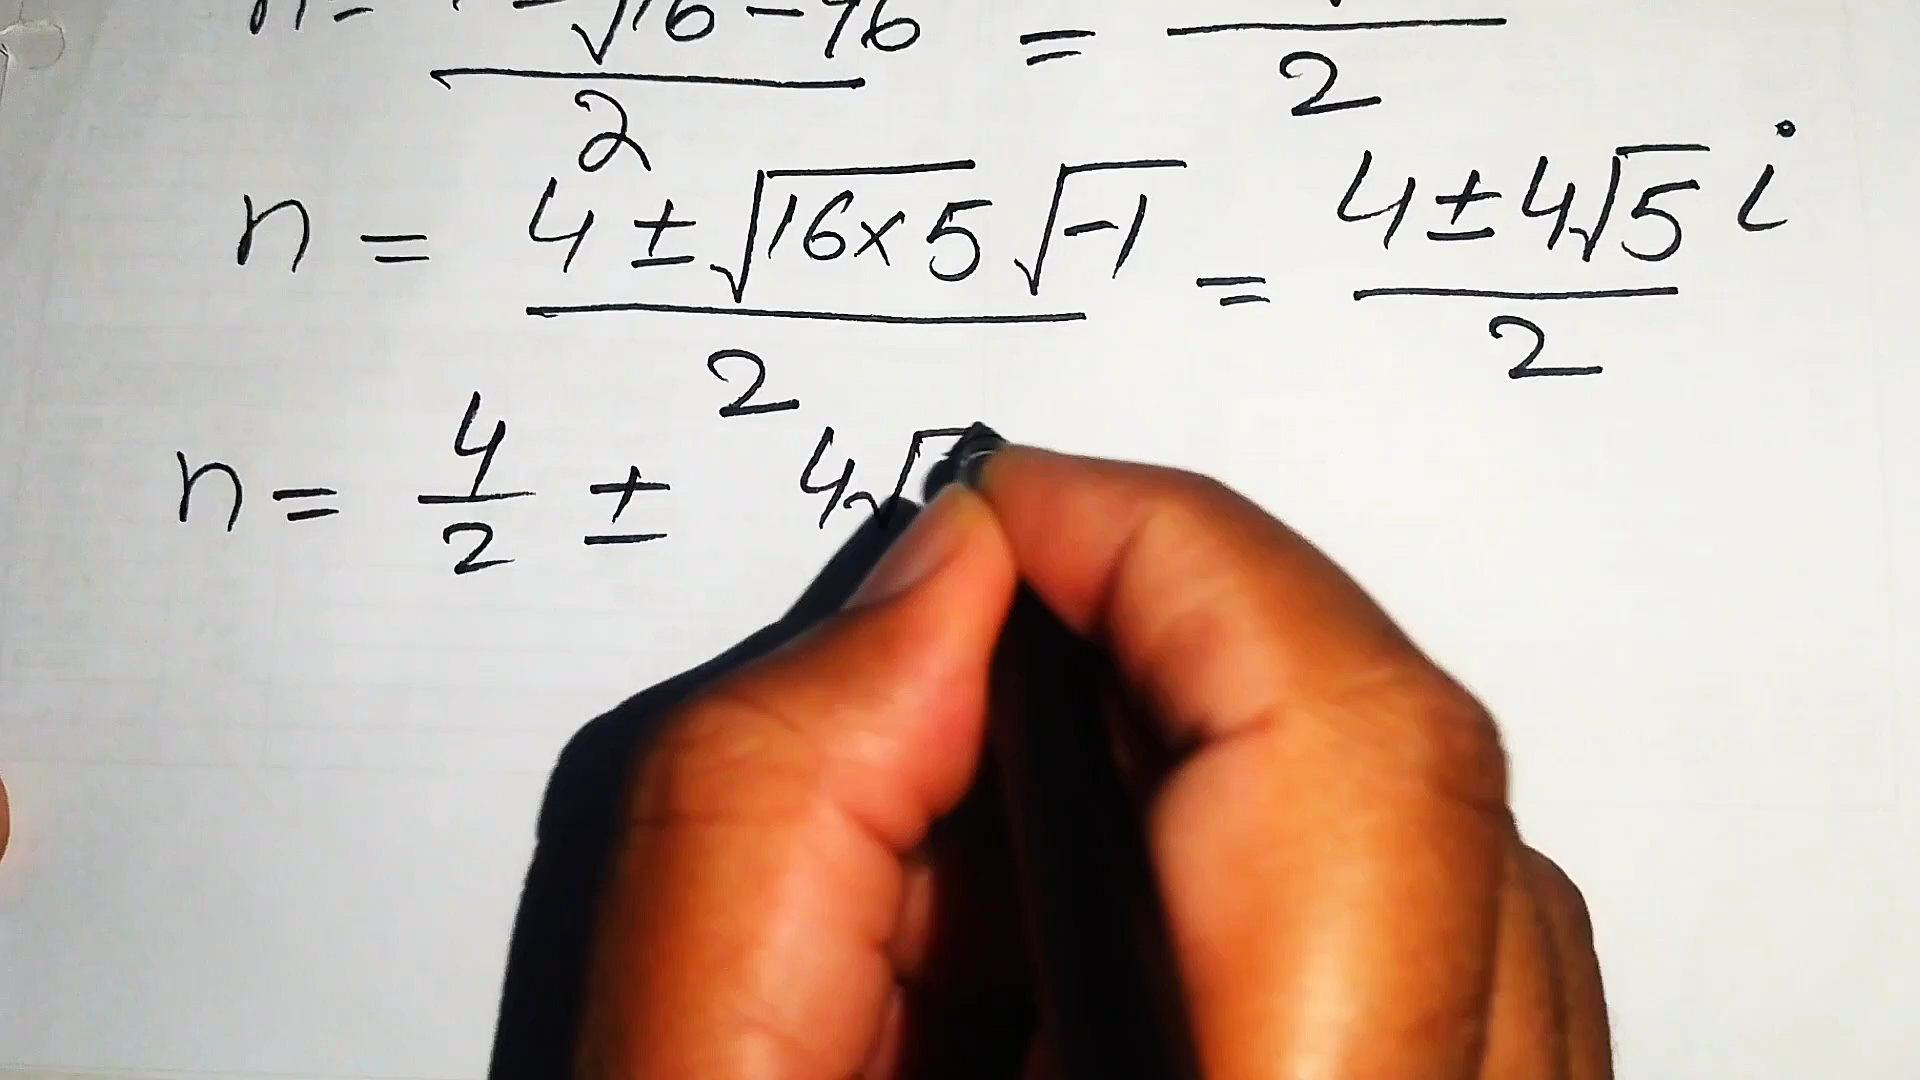 n = √16 - 96 / 2 = / 2
n = 4 ± √16×5 √-1 / 2 = 4 ± 4√5 i / 2
n = 4/2 ± 4√